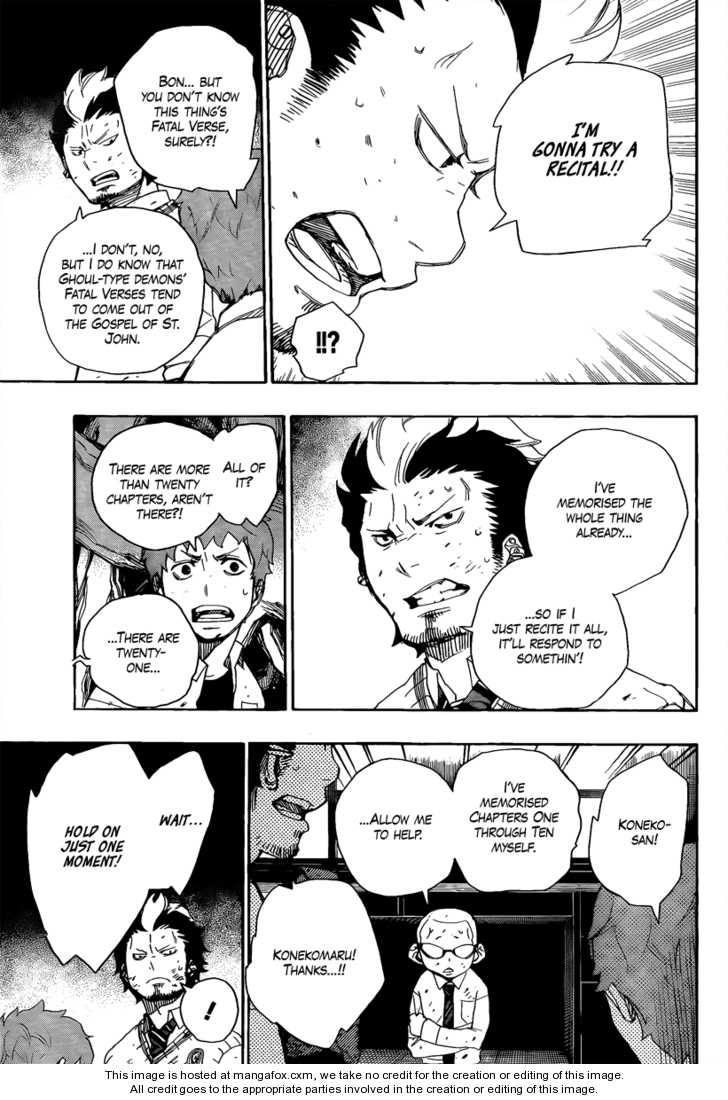 I'M
GONNA TRY A
RECITAL!!
!!?
BON... BUT
YOU DON'T KNOW
THIS THING'S
FATAL VERSE,
SURELY?!
...I DON'T, NO,
BUT I DO KNOW THAT
GHOUL-TYPE DEMONS'
FATAL VERSES TEND
TO COME OUT OF
THE GOSPEL OF ST.
JOHN.
I'VE
MEMORISED THE
WHOLE THING
ALREADY...
...SO IF I
JUST RECITE IT ALL,
IT'LL RESPOND TO
SOMETHIN'!
ALL OF
IT?
THERE ARE MORE
THAN TWENTY
CHAPTERS, AREN'T
THERE?!
...THERE ARE
TWENTY-
ONE...
KONEKO-
SAN!
I'VE
MEMORISED
CHAPTERS ONE
THROUGH TEN
MYSELF.
...ALLOW ME
TO HELP.
KONEKOMARU!
THANKS...!!
WAIT...
HOLD ON
JUST ONE
MOMENT!
!
This image is hosted at mangafox.cxm, we take no credit for the creation or editing of this image.
All credit goes to the appropriate parties involved in the creation or editing of this image.